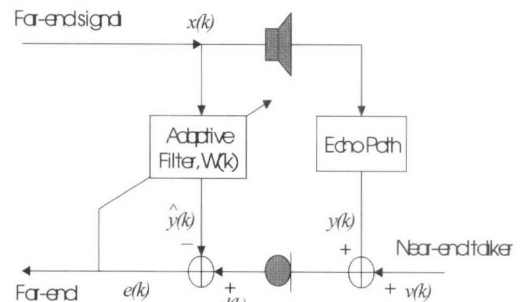 Far-end signal
x(k)
Adaptive
Filter, W(k)
Echo Path
ŷ(k)
y(k)
−
+
Near-end talker
+
v(k)
e(k)
+
Far-end